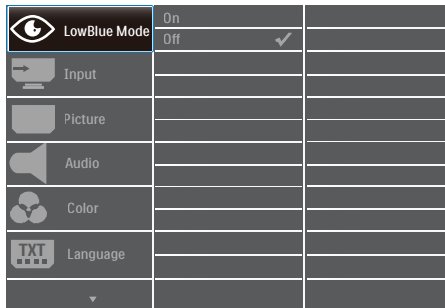 LowBlue Mode
On
Off
Input
Picture
Audio
Color
TXT
Language